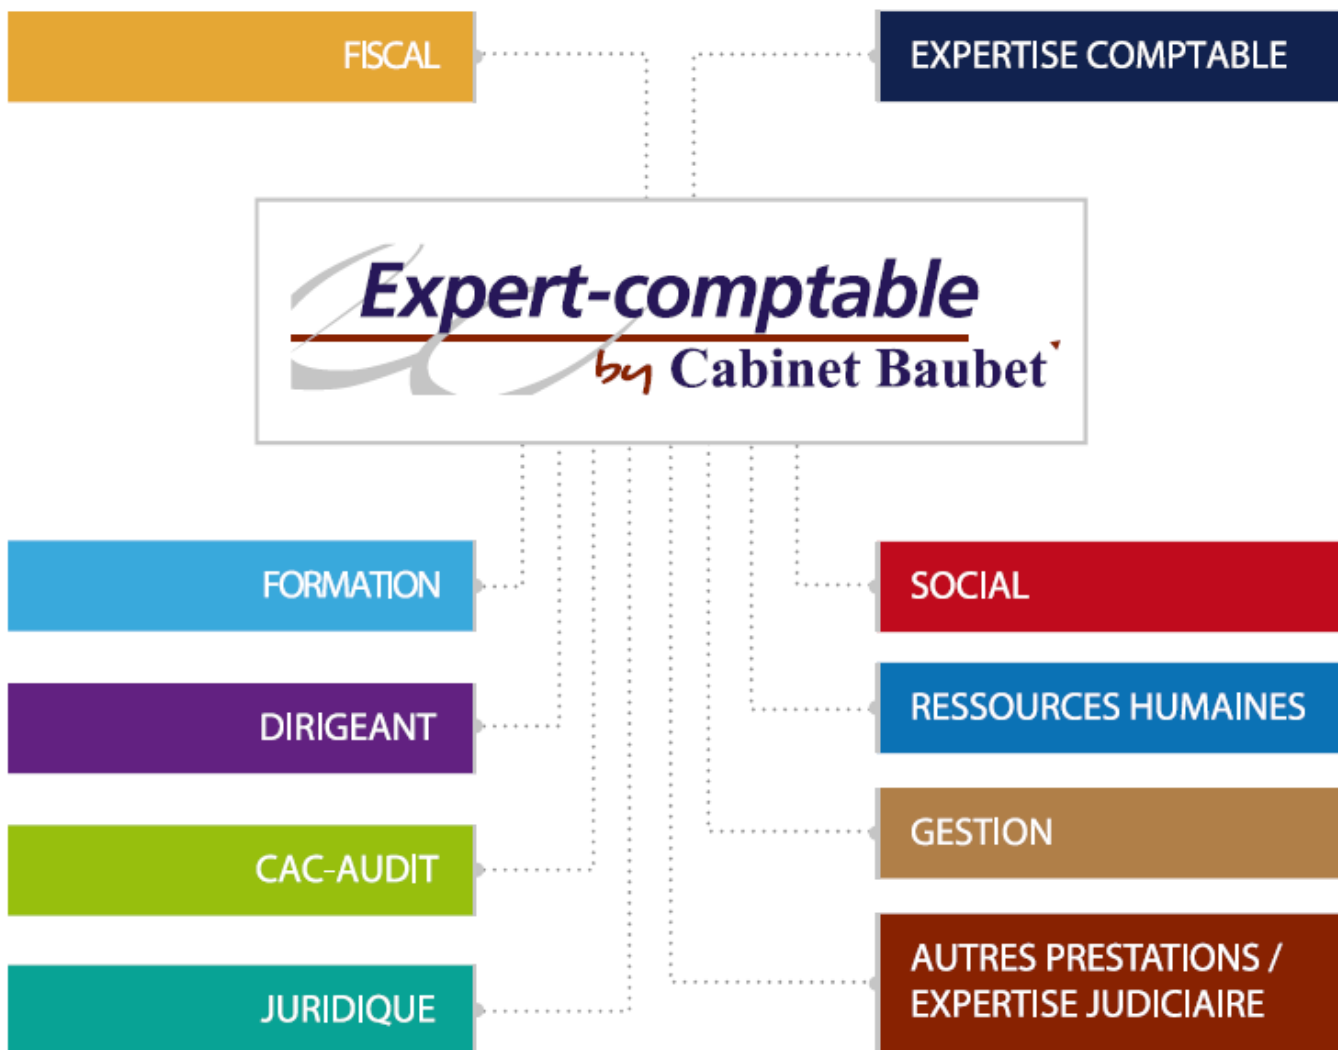 FISCAL
EXPERTISE COMPTABLE
Expert-comptable
by Cabinet Baubet
FORMATION
SOCIAL
DIRIGEANT
RESSOURCES HUMAINES
CAC-AUDIT
GESTION
JURIDIQUE
AUTRES PRESTATIONS /
EXPERTISE JUDICIAIRE